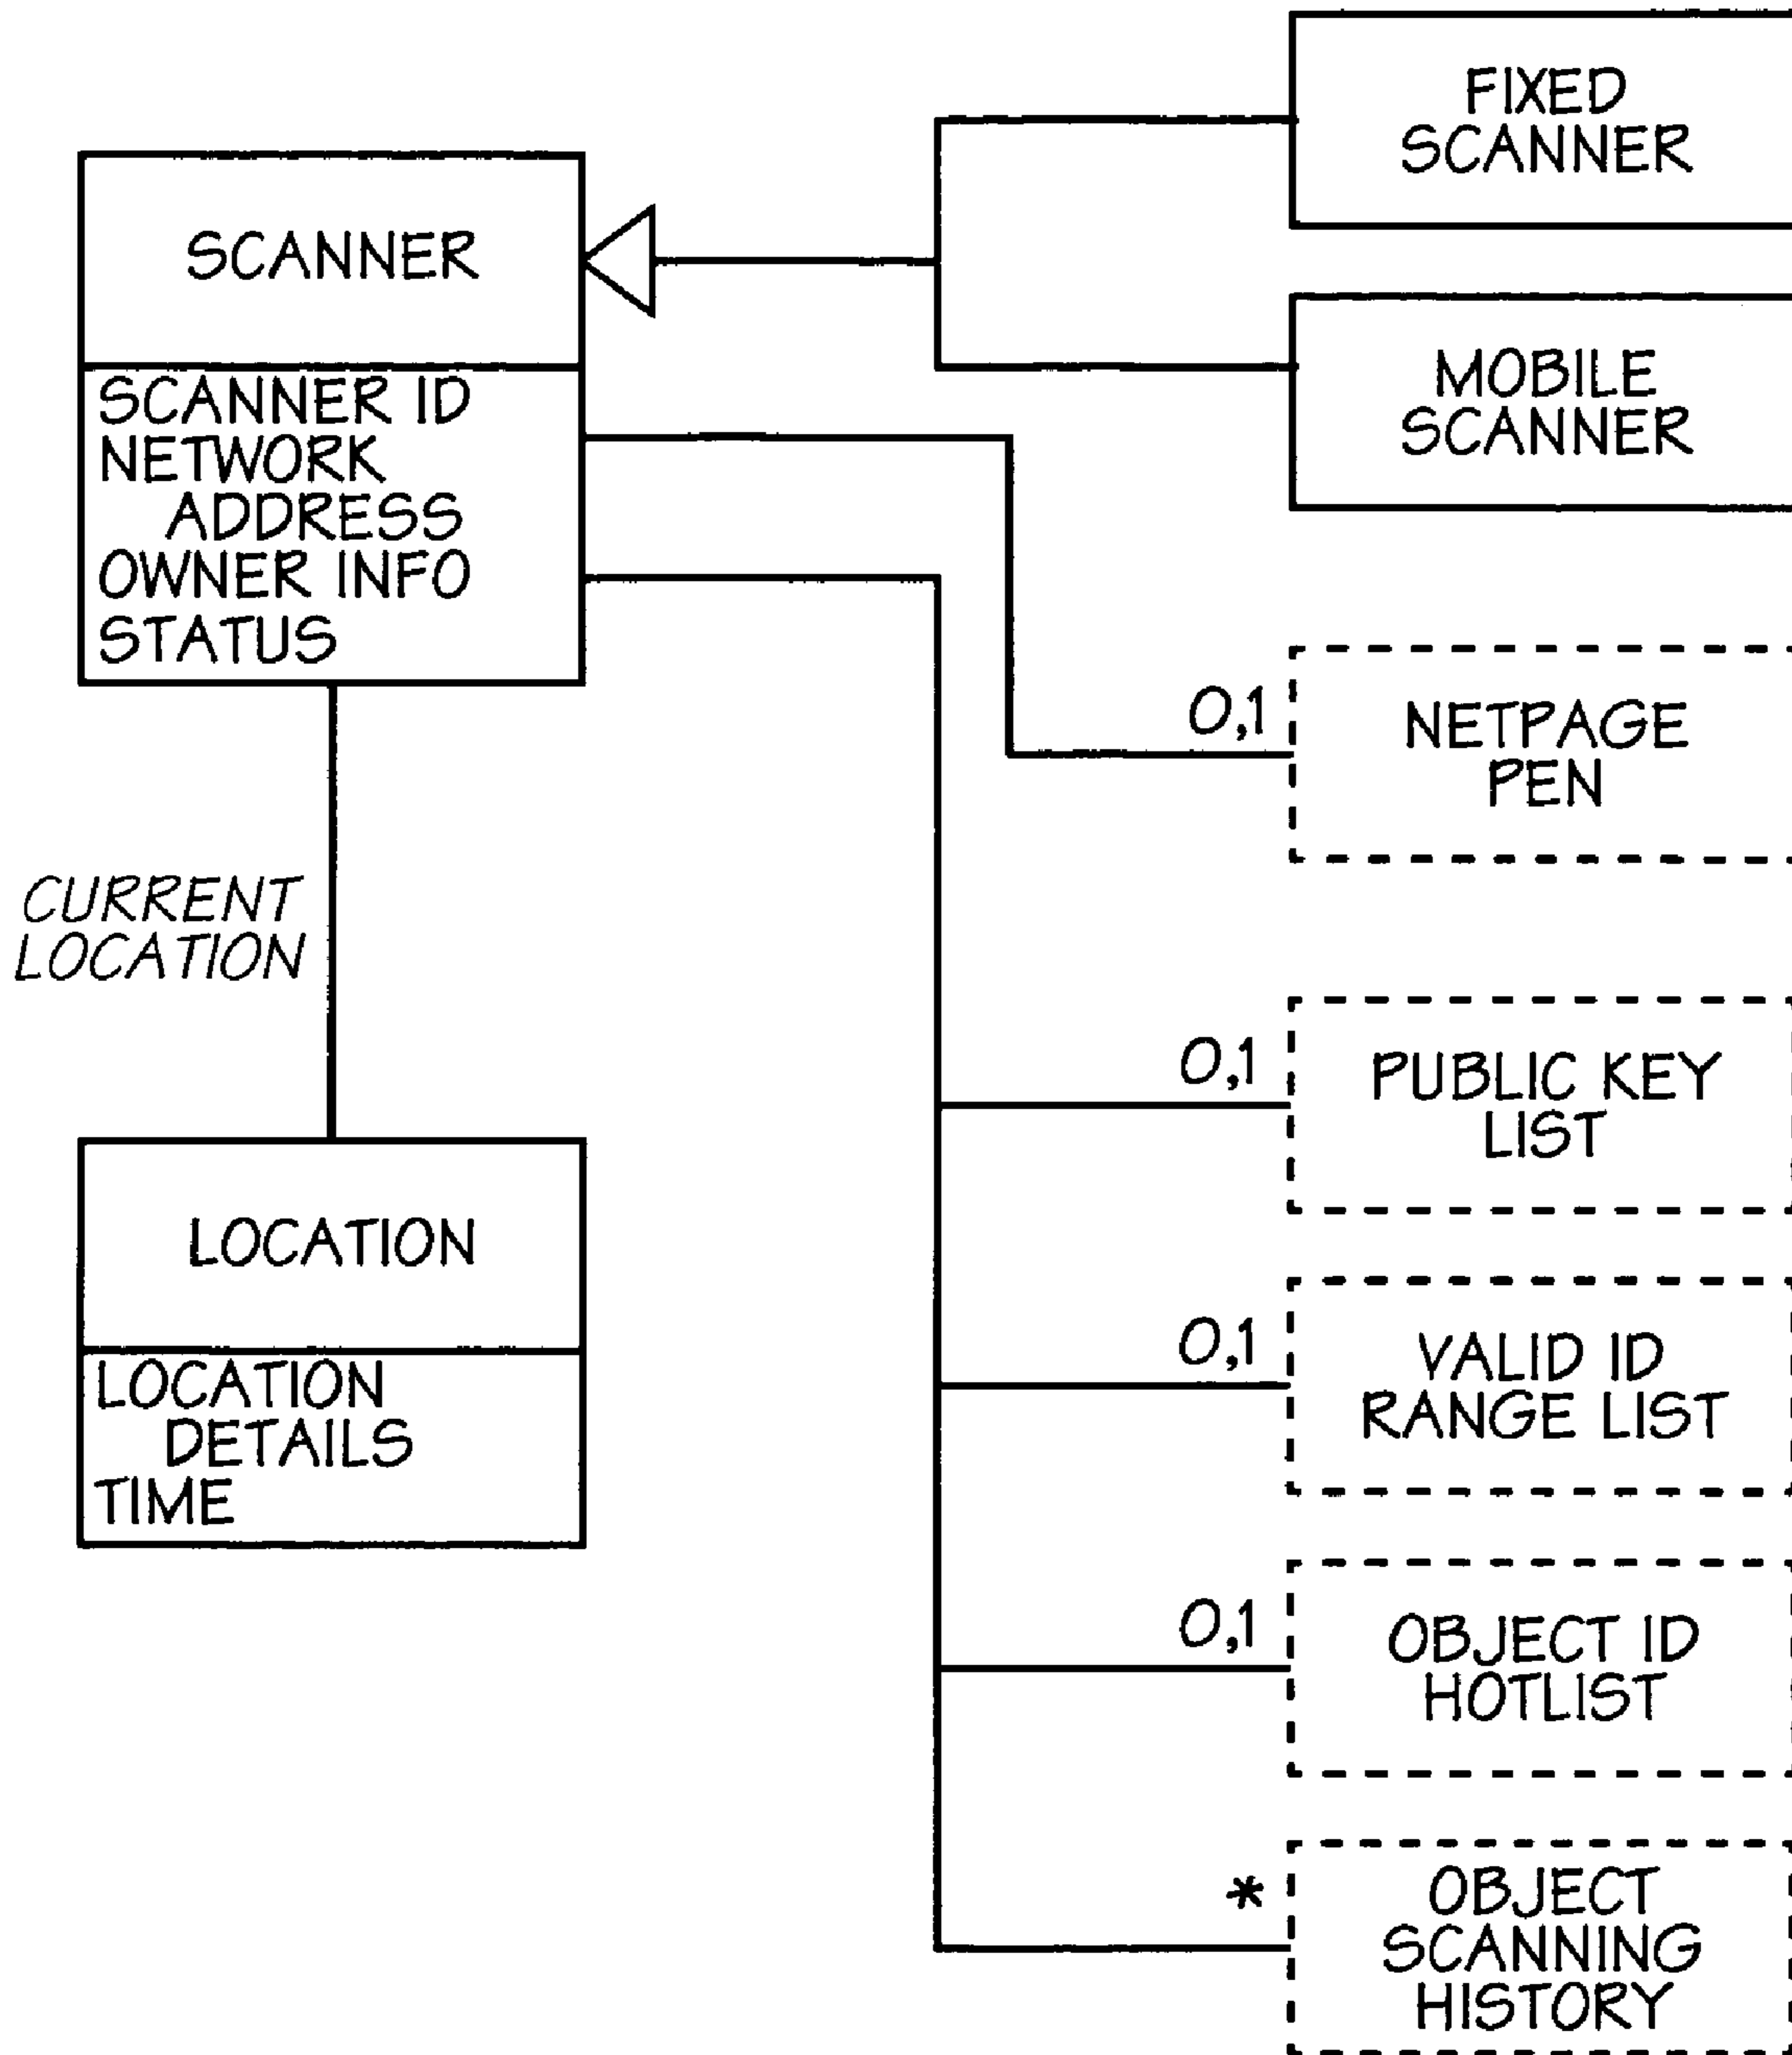 FIXED
SCANNER
SCANNER
MOBILE
SCANNER
SCANNER ID
NETWORK
ADDRESS
OWNER INFO
STATUS
0,1
NETPAGE
PEN
CURRENT
LOCATION
0,1
PUBLIC KEY
LIST
LOCATION
LOCATION
DETAILS
TIME
0,1
VALID ID
RANGE LIST
0,1
OBJECT ID
HOTLIST
*
OBJECT
SCANNING
HISTORY